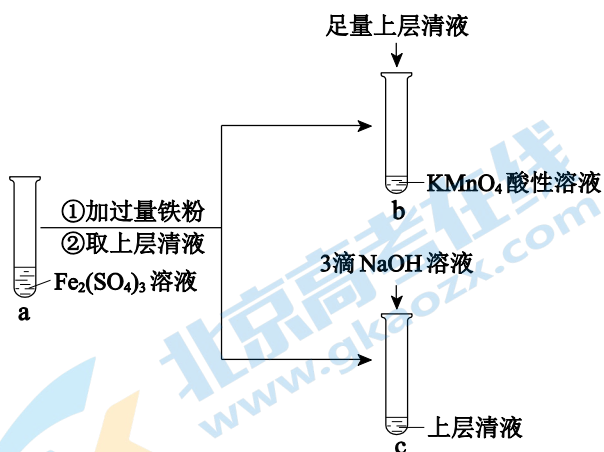 足量上层清液
KMnO₄酸性溶液
b
①加过量铁粉
②取上层清液
Fe₂(SO₄)₃溶液
a
3滴NaOH溶液
上层清液
c
北京高考在线
www.gkaozx.com